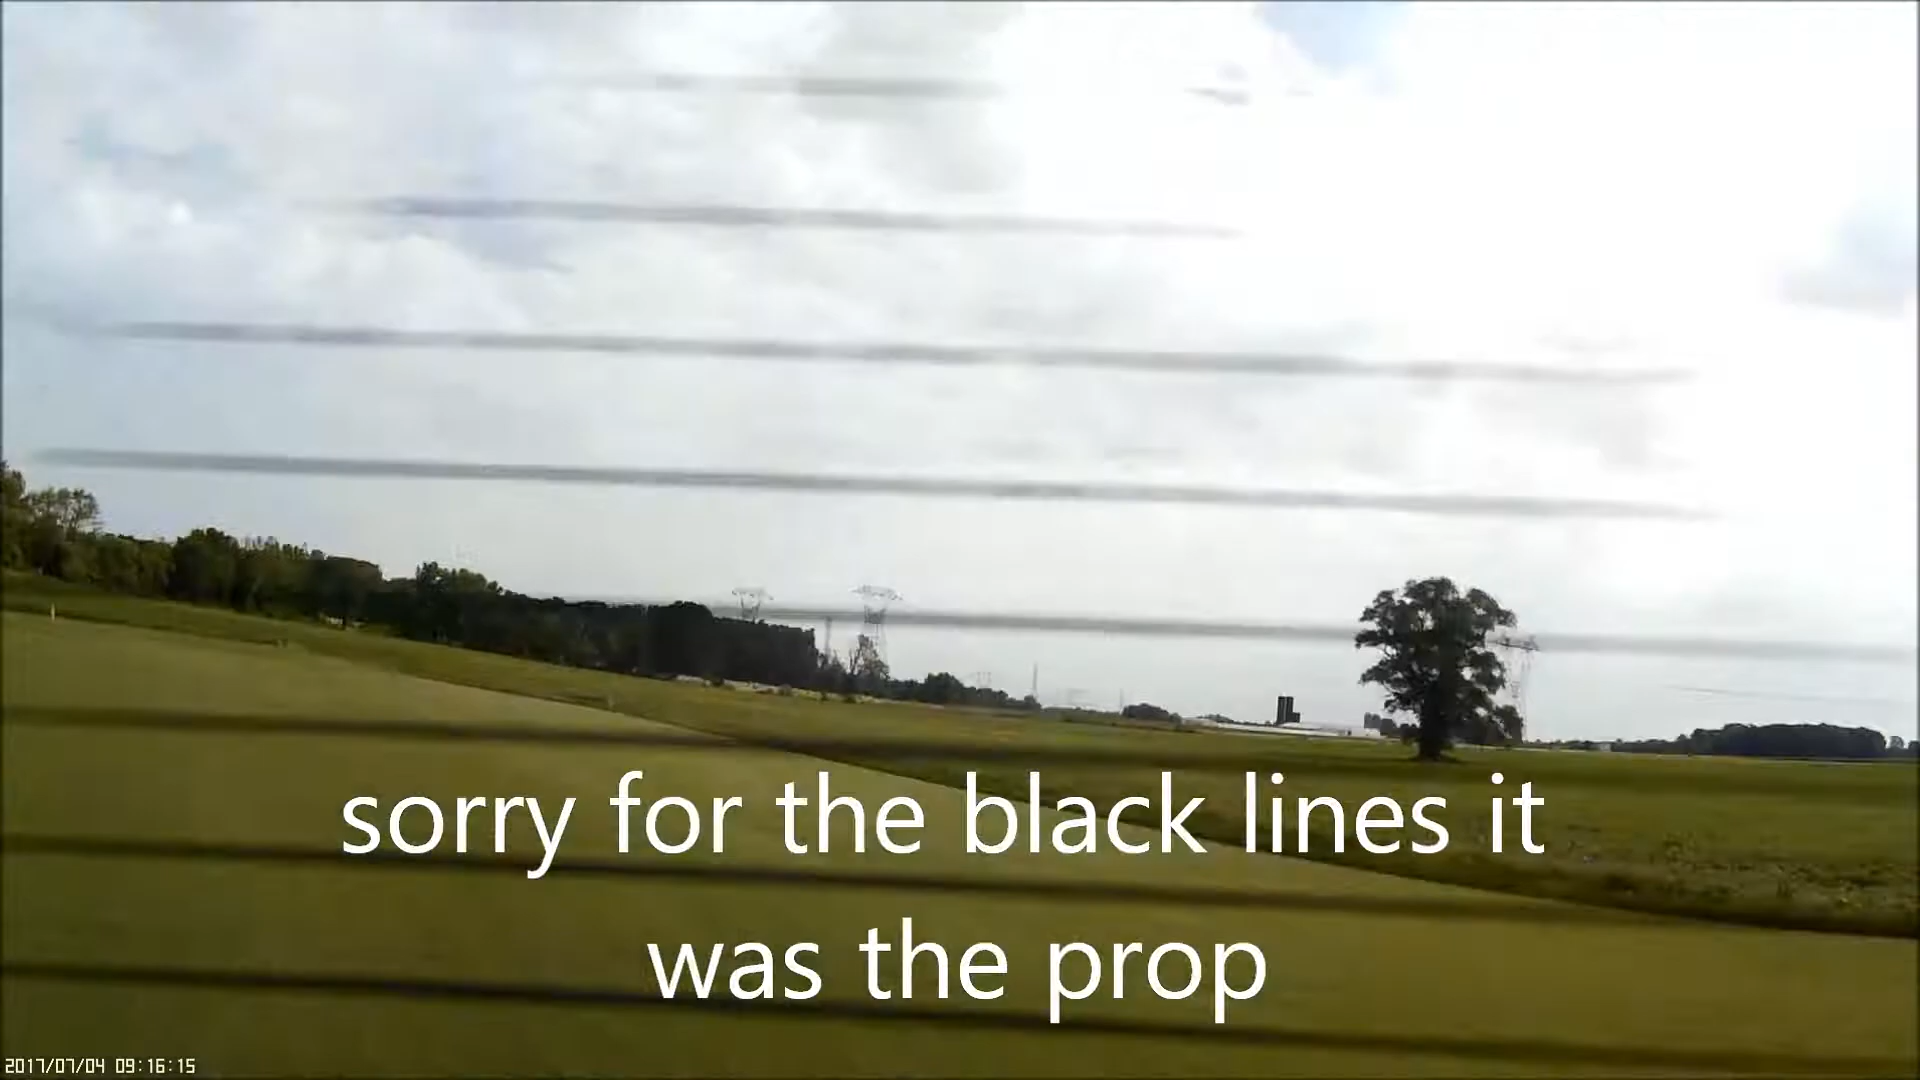 sorry for the black lines it
was the prop
2017/07/04 09:16:15